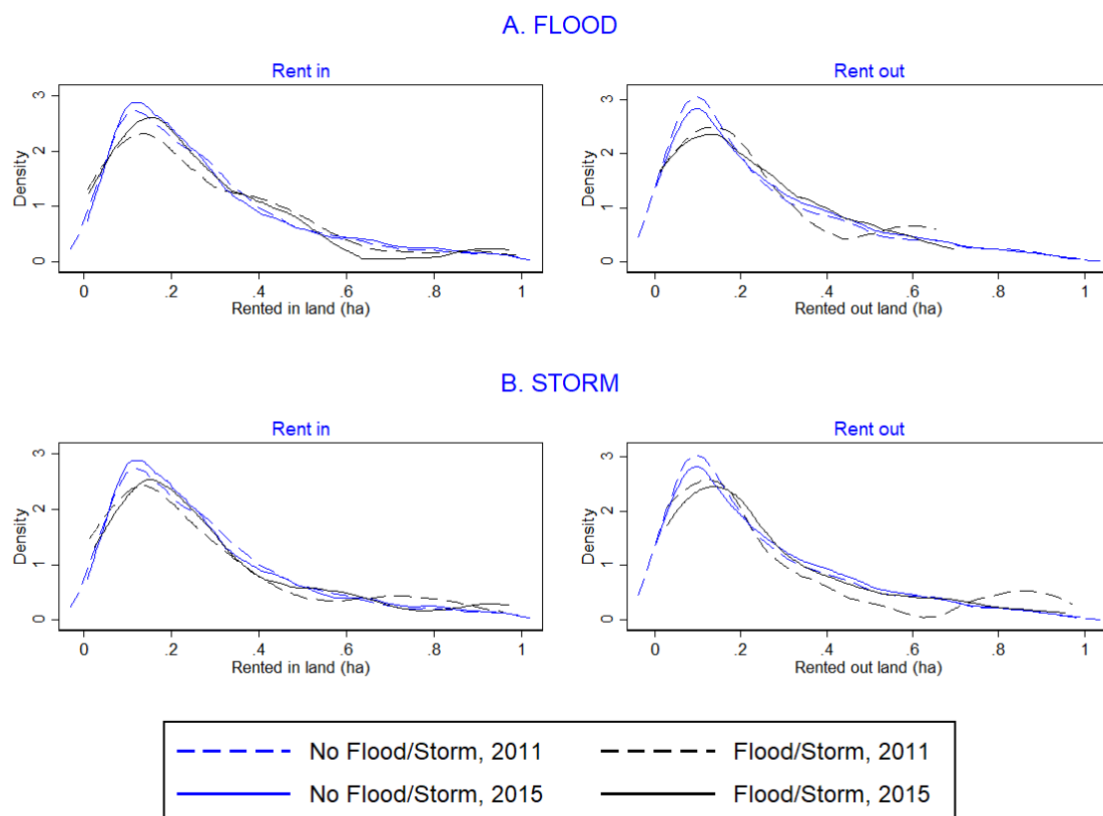 A. FLOOD
Rent in
Rent out
Density
3
2
1
0
0 .2 .4 .6 .8 1
Rented in land (ha)
Density
3
2
1
0
0 .2 .4 .6 .8 1
Rented out land (ha)
B. STORM
Rent in
Rent out
Density
3
2
1
0
0 .2 .4 .6 .8 1
Rented in land (ha)
Density
3
2
1
0
0 .2 .4 .6 .8 1
Rented out land (ha)
No Flood/Storm, 2011
Flood/Storm, 2011
No Flood/Storm, 2015
Flood/Storm, 2015